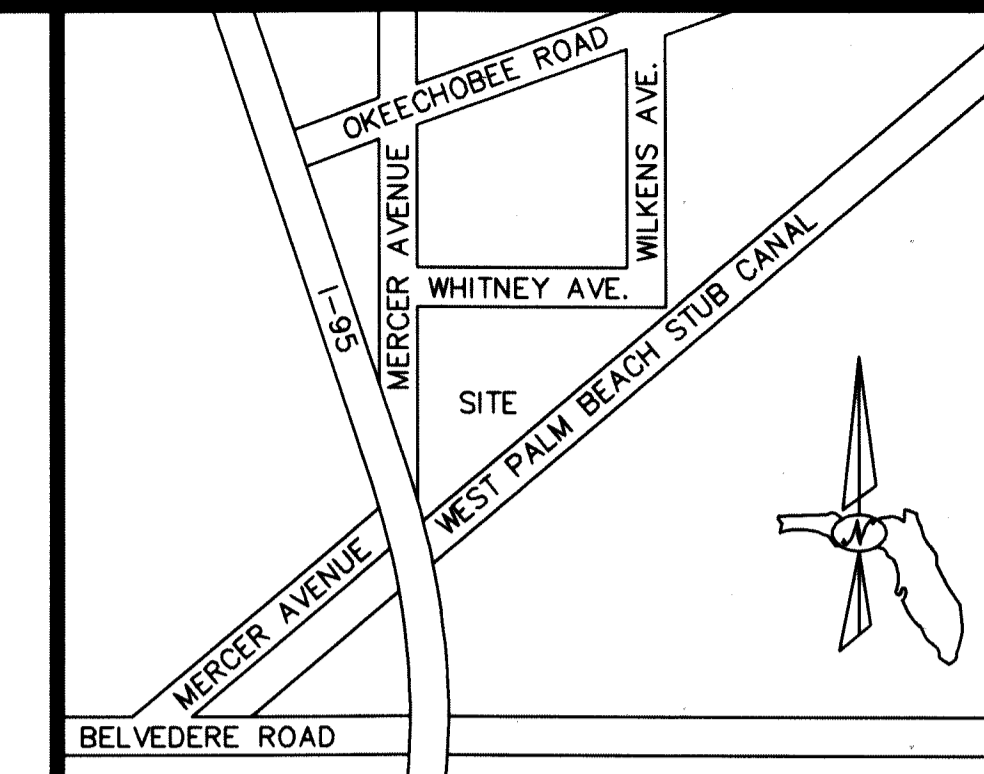 OKEECHOBEE ROAD
WILKENS AVE.
MERCER AVENUE
WEST PALM BEACH STUB CANAL
WHITNEY AVE.
I-95
SITE
N
MERCER AVENUE
BELVEDERE ROAD